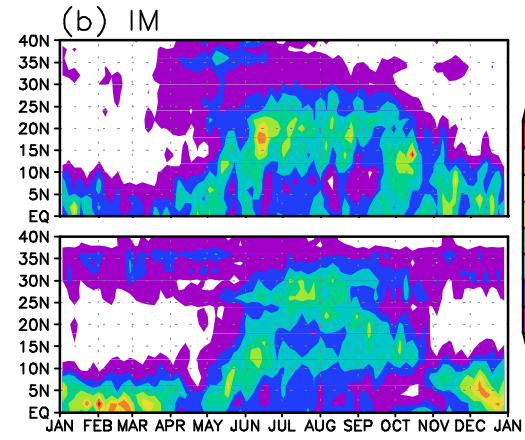 (b) IM
40N
35N
30N
25N
20N
15N
10N
5N
EQ
40N
35N
30N
25N
20N
15N
10N
5N
EQ
JAN FEB MAR APR MAY JUN JUL AUG SEP OCT NOV DEC JAN